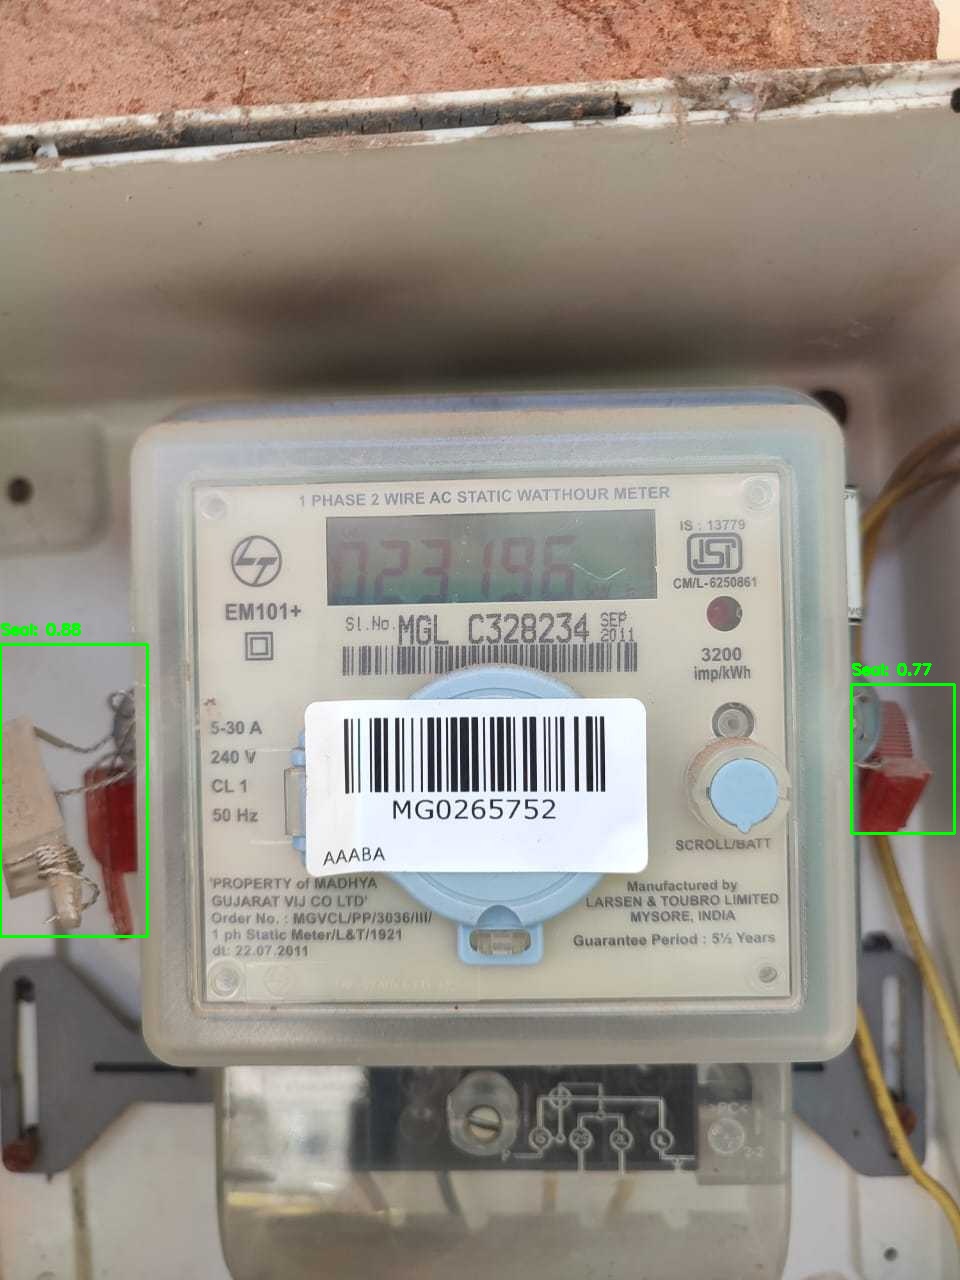 1 PHASE 2 WIRE AC STATIC WATTHOUR METER
IS : 13779
CM/L-6250861
023196
EM101+
Sl.No. MGL C328234 SEP 2011
3200
imp/kWh
Seal: 0.88
Seal: 0.77
5-30 A
240 V
CL 1
50 Hz
MG0265752
AAABA
SCROLL/BATT
'PROPERTY of MADHYA
GUJARAT VIJ CO LTD'
Order No. : MGVCL/PP/3036/III/
1 ph Static Meter/L&T/1921
dt: 22.07.2011
Manufactured by
LARSEN & TOUBRO LIMITED
MYSORE, INDIA
Guarantee Period : 5½ Years